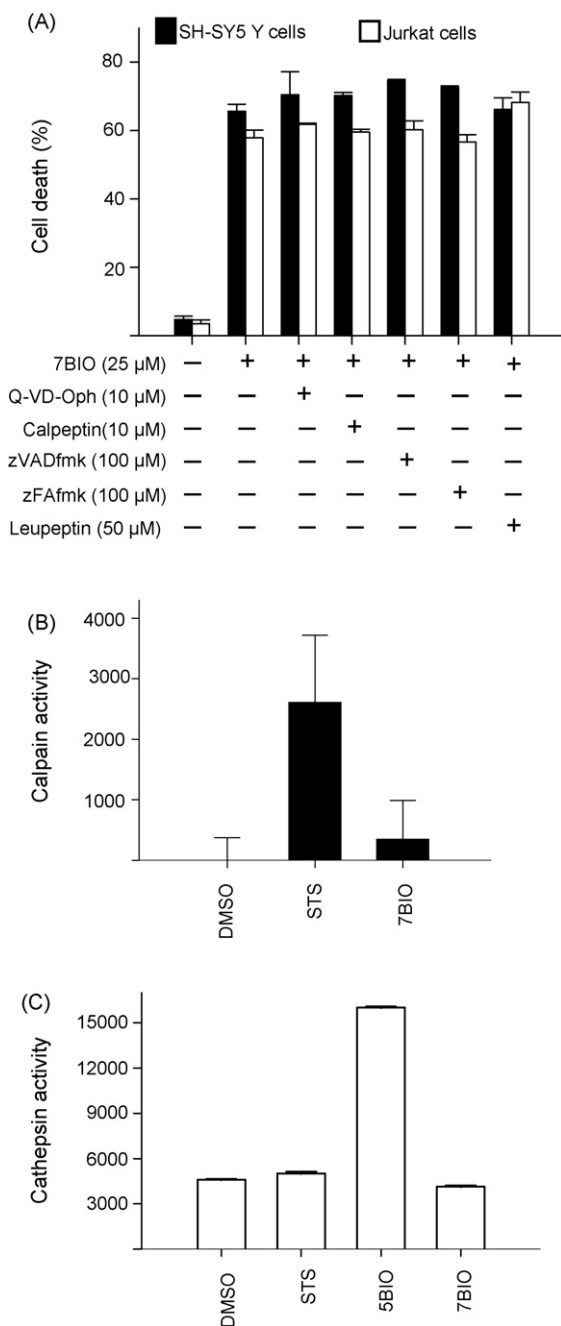 (A)
SH-SY5 Y cells
Jurkat cells
Cell death (%)
80
60
40
20
7BIO (25 µM) — + + + + + +
Q-VD-Oph (10 µM) — — + — — — —
Calpeptin(10 µM) — — — + — — —
zVADfmk (100 µM) — — — — + — —
zFAfmk (100 µM) — — — — — + —
Leupeptin (50 µM) — — — — — — +
(B)
Calpain activity
4000
3000
2000
1000
DMSO
STS
7BIO
(C)
Cathepsin activity
15000
12000
9000
6000
3000
DMSO
STS
5BIO
7BIO